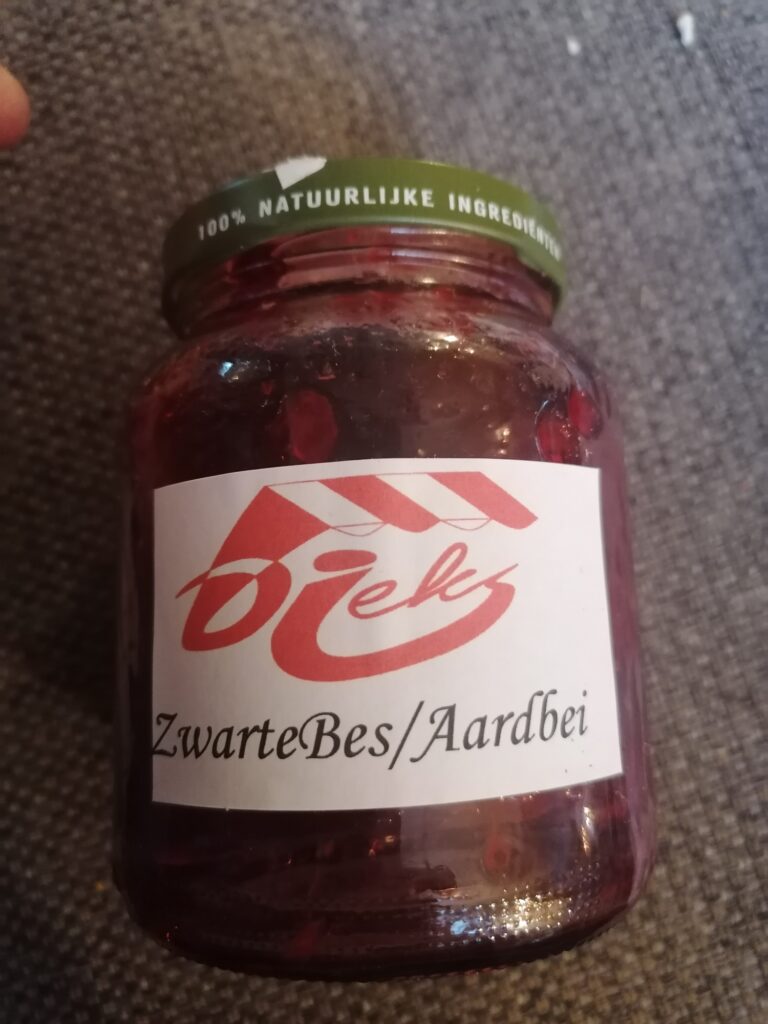 100% NATUURLIJKE INGREDIËNTEN
Dieks
ZwarteBes/Aardbei